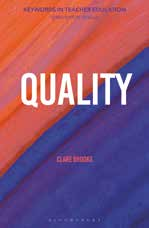 KEYWORDS IN TEACHER EDUCATION
QUALITY
CLARE BROOKS
BLOOMSBURY